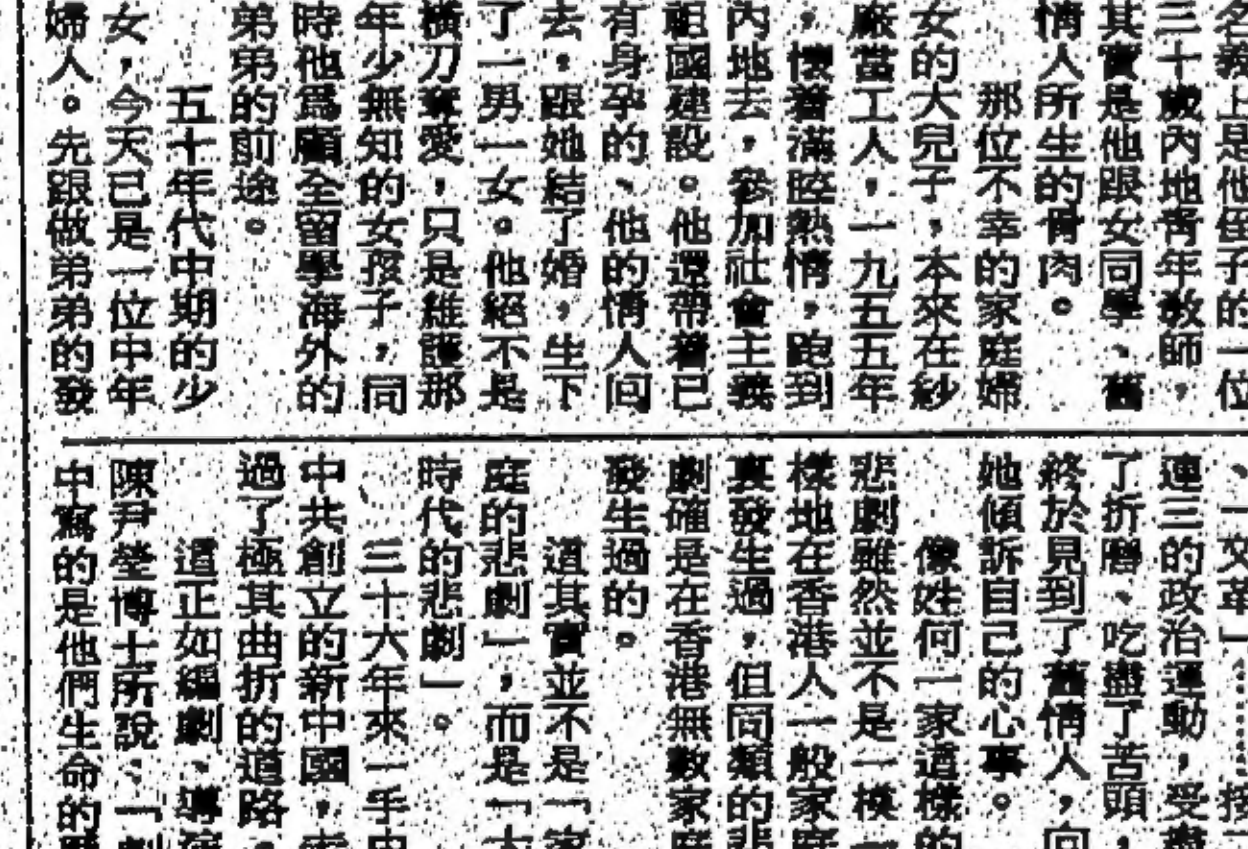 名義上是他侄子的一位
三十歲內地青年教師，
其實是他跟女同學、舊
情人所生的骨肉。
那位不幸的家庭婦
女的大兒子，本來在紗
廠當工人，一九五五年
，懷着滿腔熱情，跑到
內地去，參加社會主義
祖國建設。他還帶着已
有身孕的、他的情人回
去，跟她結了婚，生下
了一男一女。他絕不是
橫刀奪愛，只是維護那
年少無知的女孩子，同
時他爲顧全留學海外的
弟弟的前途。
五十年代中期的少
女，今天已是一位中年
婦人。先跟做弟弟的發
、一文革」
連三的政治運動，受盡
了折磨、吃盡了苦頭，
終於見到了舊情人，向
她傾訴自己的心事。
像姓何一家這樣的
悲劇雖然並不是一模一
樣地在香港人一般家庭
真發生過，但同類的悲
劇確是在香港無數家庭
發生過的。
這其實並不是「家
庭的悲劇」，而是「大
時代的悲劇」。
三十六年來一手由
中共創立的新中國，
過了極其曲折的道路。
這正如編劇、導演
陳尹瑩博士所說：「劇
中寫的是他們生命的